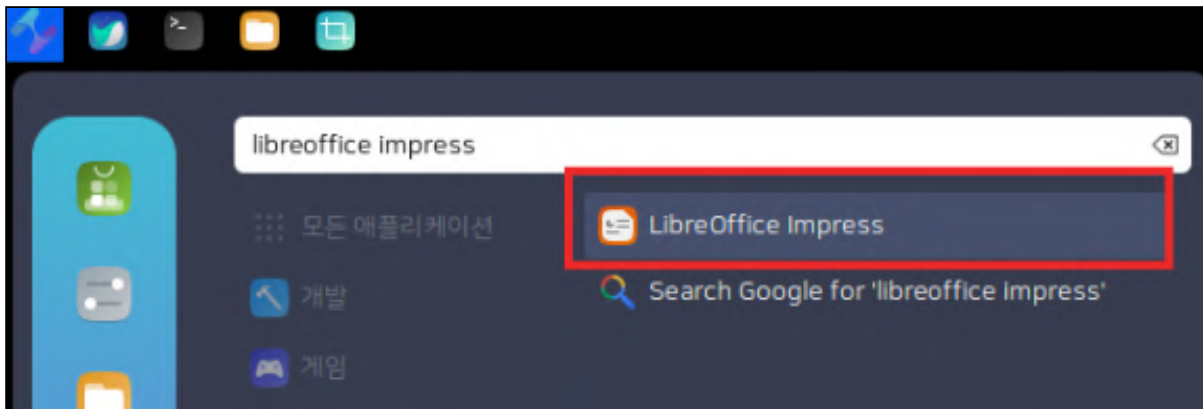 >_
libreoffice impress
모든 애플리케이션
LibreOffice Impress
개발
Search Google for 'libreoffice impress'
게임